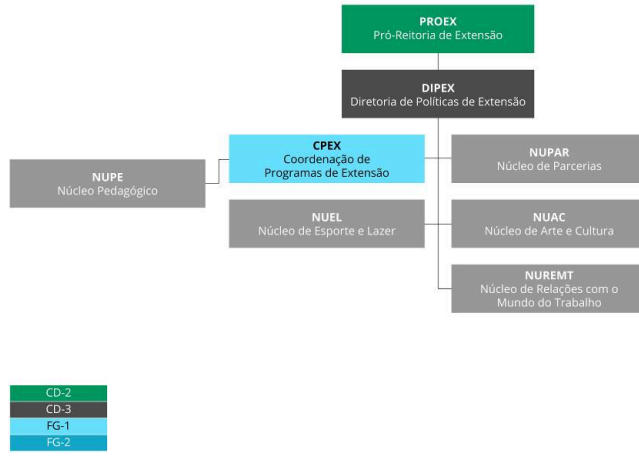 PROEX
Pró-Reitoria de Extensão
DIPEX
Diretoria de Políticas de Extensão
CPEX
Coordenação de
Programas de Extensão
NUPAR
Núcleo de Parcerias
NUPE
Núcleo Pedagógico
NUEL
Núcleo de Esporte e Lazer
NUAC
Núcleo de Arte e Cultura
NUREMT
Núcleo de Relações com o
Mundo do Trabalho
CD-2
CD-3
FG-1
FG-2